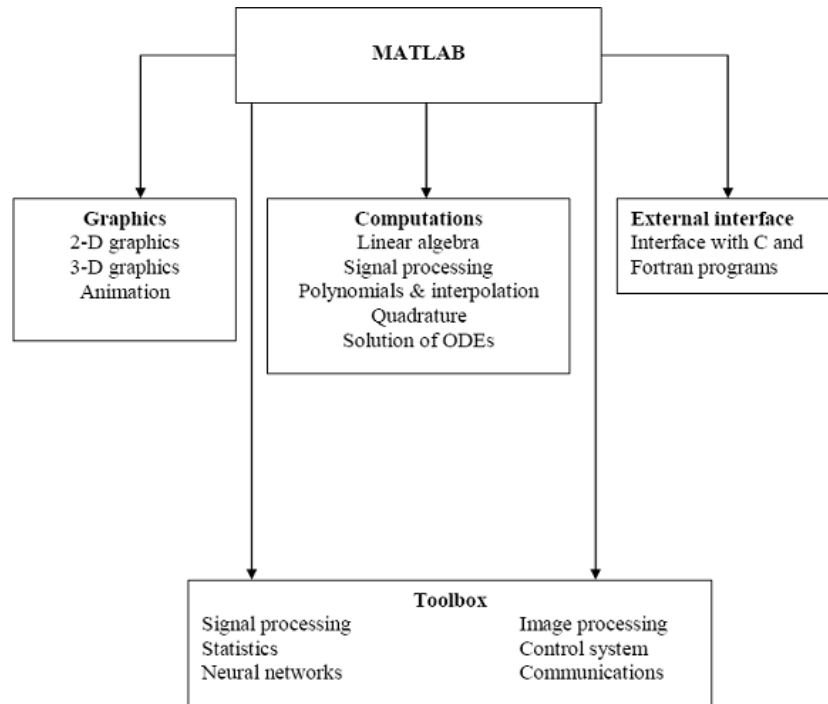 MATLAB
Graphics
2-D graphics
3-D graphics
Animation
Computations
Linear algebra
Signal processing
Polynomials & interpolation
Quadrature
Solution of ODEs
External interface
Interface with C and
Fortran programs
Toolbox
Signal processing
Statistics
Neural networks
Image processing
Control system
Communications